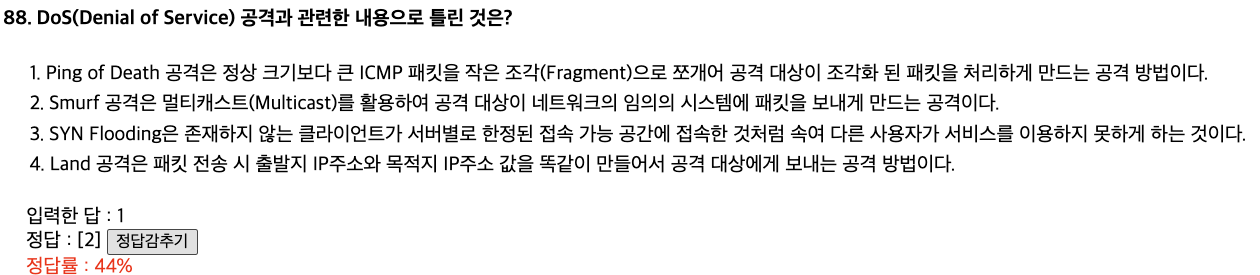 88. DoS(Denial of Service) 공격과 관련한 내용으로 틀린 것은?
1. Ping of Death 공격은 정상 크기보다 큰 ICMP 패킷을 작은 조각(Fragment)으로 쪼개어 공격 대상이 조각화 된 패킷을 처리하게 만드는 공격 방법이다.
2. Smurf 공격은 멀티캐스트(Multicast)를 활용하여 공격 대상이 네트워크의 임의의 시스템에 패킷을 보내게 만드는 공격이다.
3. SYN Flooding은 존재하지 않는 클라이언트가 서버별로 한정된 접속 가능 공간에 접속한 것처럼 속여 다른 사용자가 서비스를 이용하지 못하게 하는 것이다.
4. Land 공격은 패킷 전송 시 출발지 IP주소와 목적지 IP주소 값을 똑같이 만들어서 공격 대상에게 보내는 공격 방법이다.
입력한 답 : 1
정답 : [2] 정답감추기
정답률 : 44%